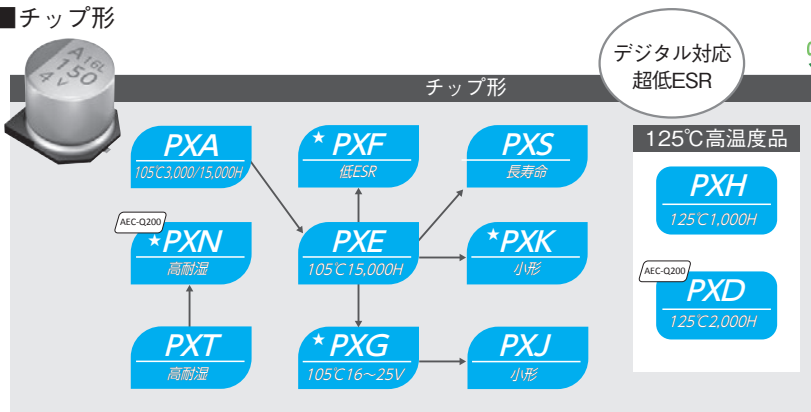 ■チップ形
デジタル対応
超低ESR
チップ形
A16L
150
4V
PXA
105℃3,000/15,000H
★PXF
低ESR
PXS
長寿命
125℃高温度品
PXH
125℃1,000H
AEC-Q200
★PXN
高耐湿
PXE
105℃15,000H
★PXK
小形
AEC-Q200
PXD
125℃2,000H
PXT
高耐湿
★PXG
105℃16～25V
PXJ
小形